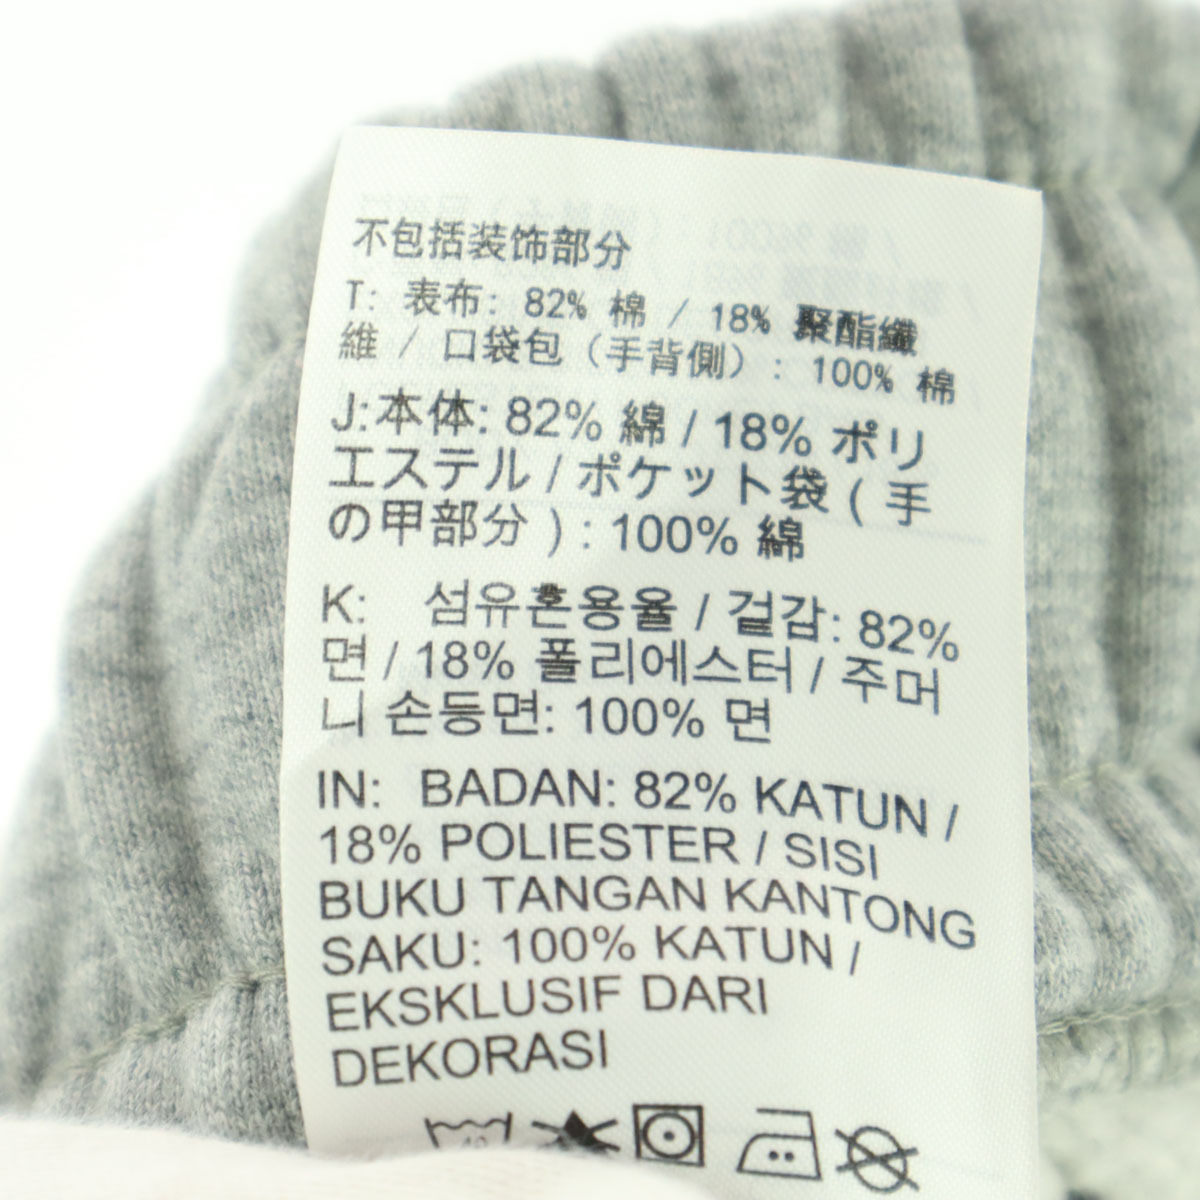 不包括装饰部分
T: 表布: 82% 棉 / 18% 聚酯纖
維 / 口袋包（手背側）: 100% 棉
J:本体: 82% 綿 / 18% ポリ
エステル / ポケット袋 ( 手
の甲部分 ) : 100% 綿
K: 섬유혼용율 / 겉감: 82%
면 / 18% 폴리에스터 / 주머
니 손등면: 100% 면
IN: BADAN: 82% KATUN /
18% POLIESTER / SISI
BUKU TANGAN KANTONG
SAKU: 100% KATUN /
EKSKLUSIF DARI
DEKORASI